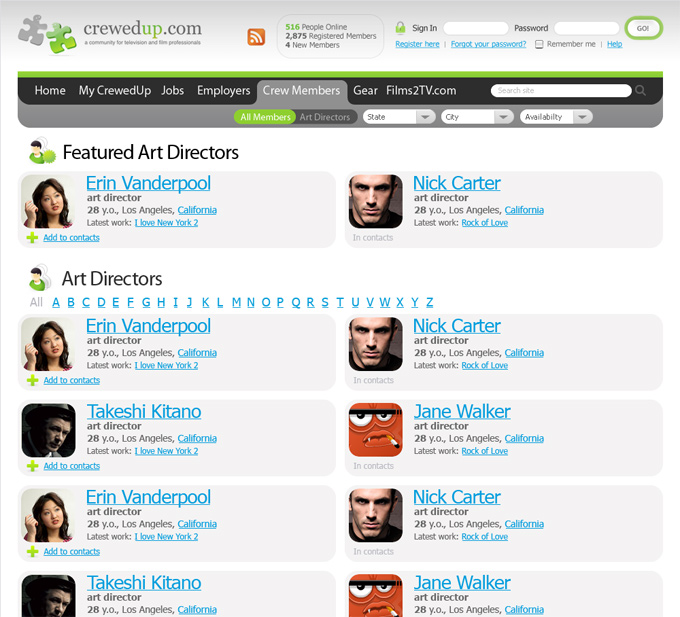 crewedup.com
a community for television and film professionals
516 People Online
2,875 Registered Members
4 New Members
Sign In Password GO!
Register here | Forgot your password? Remember me | Help
Home My CrewedUp Jobs Employers Crew Members Gear Films2TV.com Search site
All Members Art Directors State City Availabilty
Featured Art Directors
Erin Vanderpool
art director
28 y.o., Los Angeles, California
Latest work: I love New York 2
Add to contacts
Nick Carter
art director
28 y.o., Los Angeles, California
Latest work: Rock of Love
In contacts
Art Directors
All A B C D E F G H I J K L M N O P Q R S T U V W X Y Z
Erin Vanderpool
art director
28 y.o., Los Angeles, California
Latest work: I love New York 2
Add to contacts
Nick Carter
art director
28 y.o., Los Angeles, California
Latest work: Rock of Love
In contacts
Takeshi Kitano
art director
28 y.o., Los Angeles, California
Latest work: I love New York 2
Add to contacts
Jane Walker
art director
28 y.o., Los Angeles, California
Latest work: Rock of Love
In contacts
Erin Vanderpool
art director
28 y.o., Los Angeles, California
Latest work: I love New York 2
Add to contacts
Nick Carter
art director
28 y.o., Los Angeles, California
Latest work: Rock of Love
In contacts
Takeshi Kitano
art director
28 y.o., Los Angeles, California
Jane Walker
art director
28 y.o., Los Angeles, California